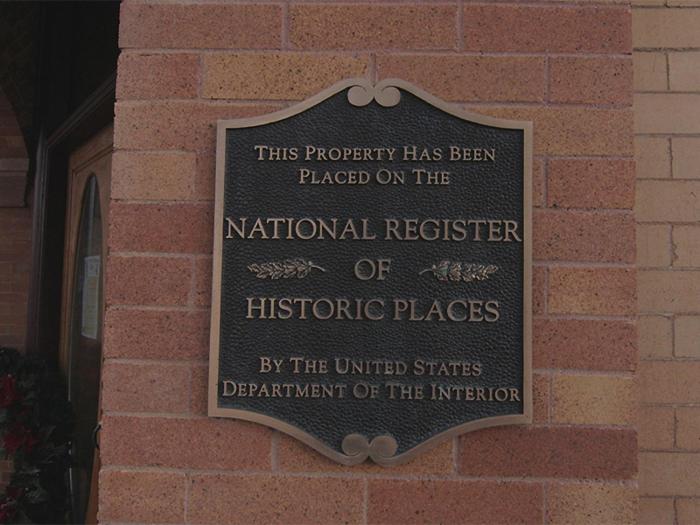 THIS PROPERTY HAS BEEN
PLACED ON THE
NATIONAL REGISTER
OF
HISTORIC PLACES
BY THE UNITED STATES
DEPARTMENT OF THE INTERIOR